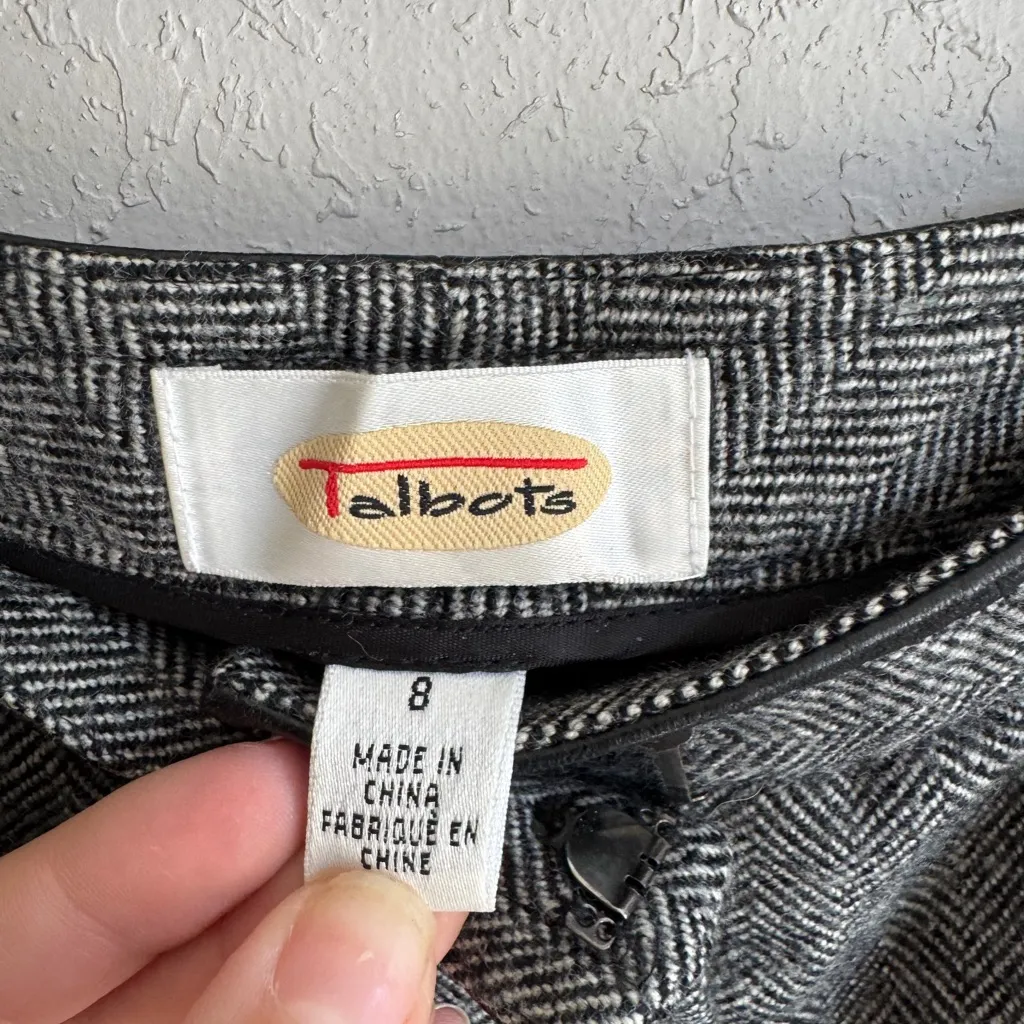 Talbots
8
MADE IN
CHINA
FABRIQUÉ EN
CHINE